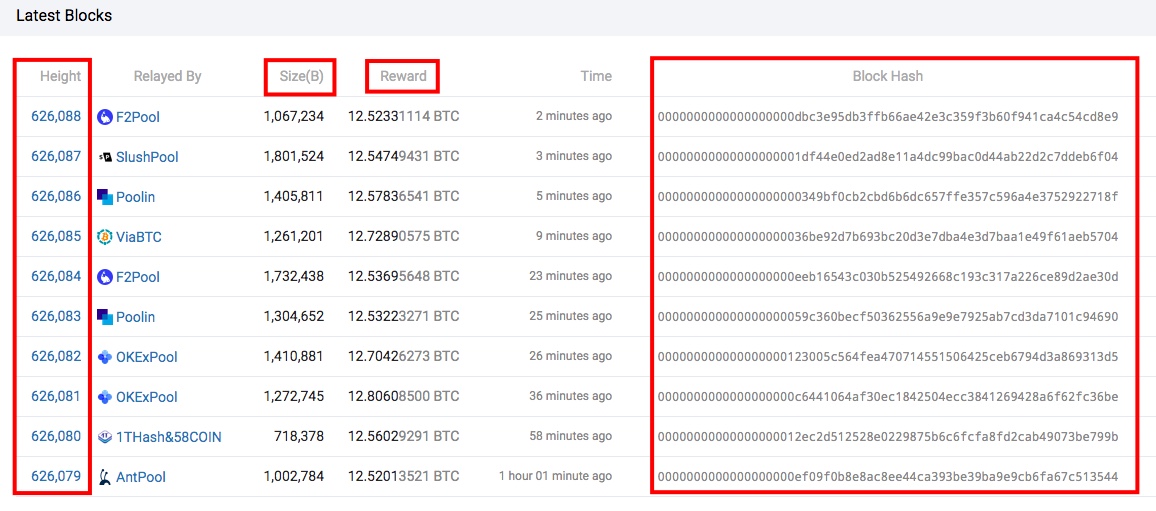 Latest Blocks
Height Relayed By Size(B) Reward Time Block Hash
626,088 F2Pool 1,067,234 12.52331114 BTC 2 minutes ago 0000000000000000000dbc3e95db3ffb66ae42e3c359f3b60f941ca4c54cd8e9
626,087 SlushPool 1,801,524 12.54749431 BTC 3 minutes ago 00000000000000000001df44e0ed2ad8e11a4dc99bac0d44ab22d2c7ddeb6f04
626,086 Poolin 1,405,811 12.57836541 BTC 5 minutes ago 0000000000000000000349bf0cb2cbd6b6dc657ffe357c596a4e3752922718f
626,085 ViaBTC 1,261,201 12.72890575 BTC 9 minutes ago 000000000000000000036be92d7b693bc20d3e7dba4e3d7baa1e49f61aeb5704
626,084 F2Pool 1,732,438 12.53695648 BTC 23 minutes ago 0000000000000000000eeb16543c030b525492668c193c317a226ce89d2ae30d
626,083 Poolin 1,304,652 12.53223271 BTC 25 minutes ago 000000000000000000059c360becf50362556a9e9e7925ab7cd3da7101c94690
626,082 OKExPool 1,410,881 12.70426273 BTC 26 minutes ago 0000000000000000000123005c564fea470714551506425ceb6794d3a869313d5
626,081 OKExPool 1,272,745 12.80608500 BTC 36 minutes ago 0000000000000000000c6441064af30ec1842504ecc3841269428a6f62fc36be
626,080 1THash&58COIN 718,378 12.56029291 BTC 58 minutes ago 00000000000000000012ec2d512528e0229875b6c6fcfa8fd2cab49073be799b
626,079 AntPool 1,002,784 12.52013521 BTC 1 hour 01 minute ago 0000000000000000000ef09f0b8e8ac8ee44ca393be39ba9e9cb6fa67c513544